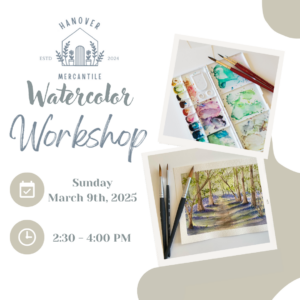 HANOVER
ESTD 2024
MERCANTILE
Watercolor
Workshop
Sunday
March 9th, 2025
2:30 - 4:00 PM